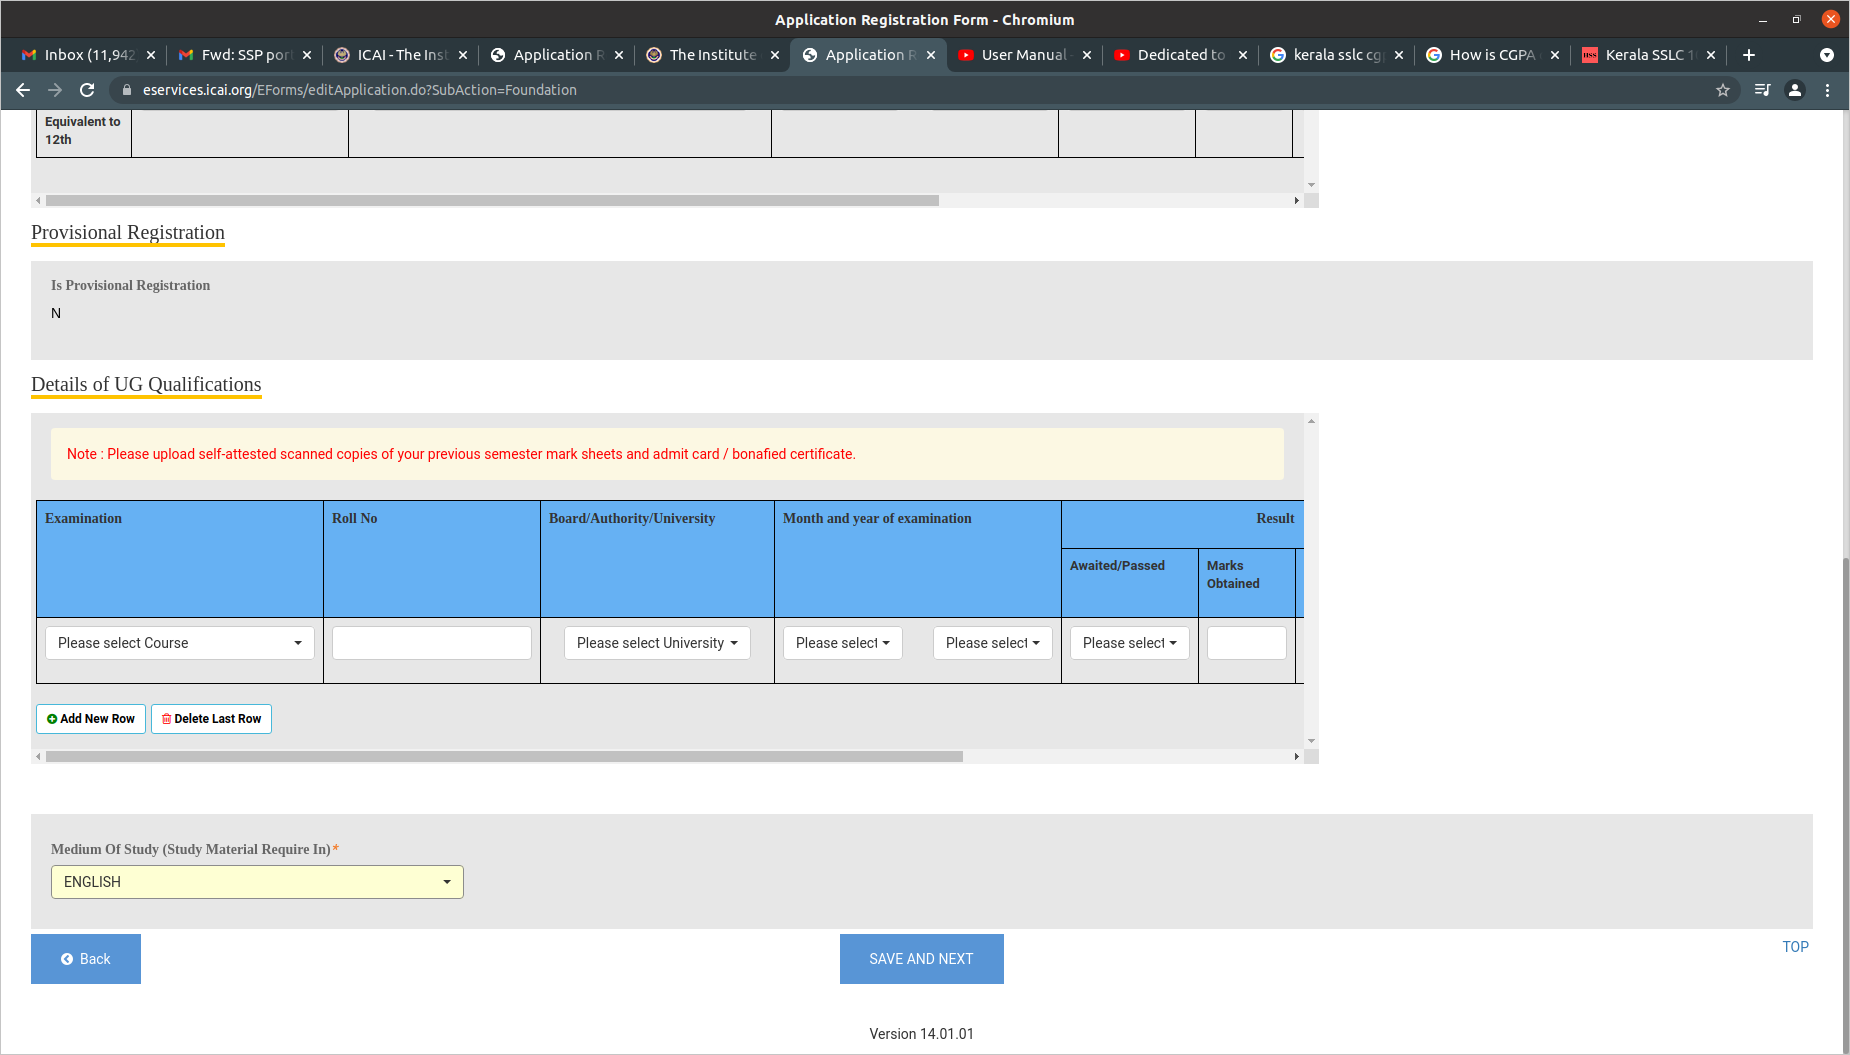 Application Registration Form - Chromium
Inbox (11,942
Fwd: SSP por
ICAI - The Inst
Application R
The Institute
Application R
User Manual -
Dedicated to
kerala sslc cg
How is CGPA
Kerala SSLC 1
eservices.icai.org/EForms/editApplication.do?SubAction=Foundation
Equivalent to
12th
Provisional Registration
Is Provisional Registration
N
Details of UG Qualifications
Note : Please upload self-attested scanned copies of your previous semester mark sheets and admit card / bonafied certificate.
Examination
Roll No
Board/Authority/University
Month and year of examination
Result
Awaited/Passed
Marks
Obtained
Please select Course
Please select University
Please select
Please select
Please select
Add New Row
Delete Last Row
Medium Of Study (Study Material Require In)*
ENGLISH
Back
SAVE AND NEXT
TOP
Version 14.01.01